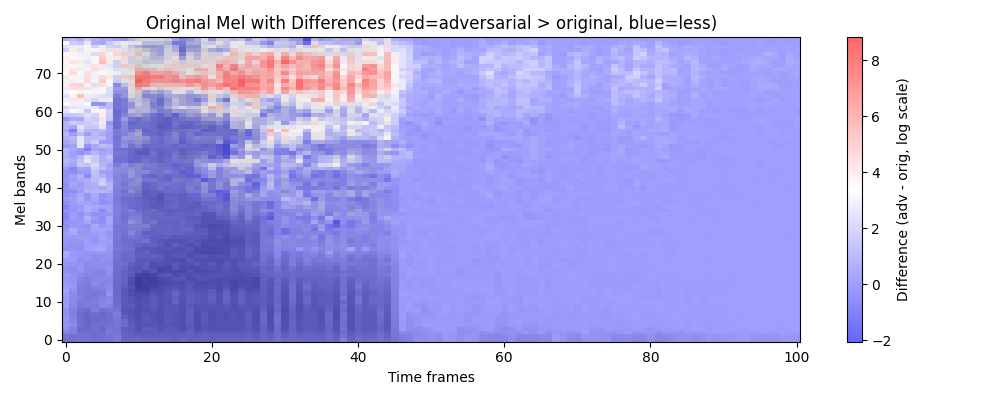 Original Mel with Differences (red=adversarial > original, blue=less)
Mel bands
70
60
50
40
30
20
10
0
0 20 40 60 80 100
Time frames
8
6
4
2
0
−2
Difference (adv - orig, log scale)